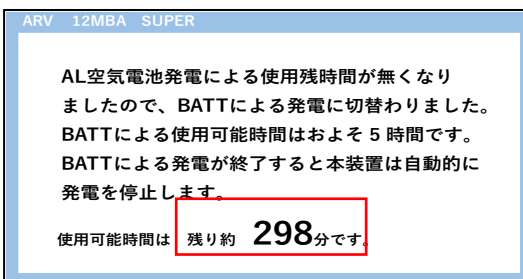 ARV 12MBA SUPER
AL空気電池発電による使用残時間が無くなり
ましたので、BATTによる発電に切替わりました。
BATTによる使用可能時間はおよそ5時間です。
BATTによる発電が終了すると本装置は自動的に
発電を停止します。
使用可能時間は 残り約 298分です。